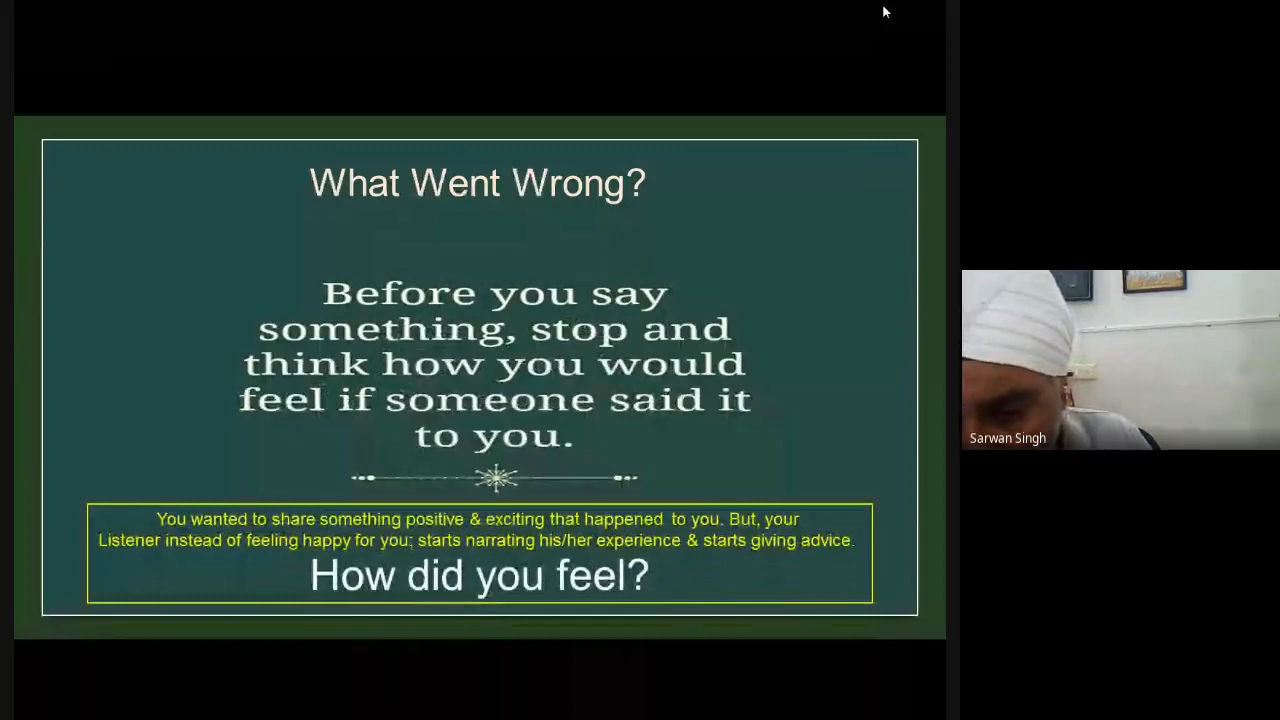 What Went Wrong?
Before you say
something, stop and
think how you would
feel if someone said it
to you.
You wanted to share something positive & exciting that happened to you. But, your
Listener instead of feeling happy for you; starts narrating his/her experience & starts giving advice.
How did you feel?
Sarwan Singh